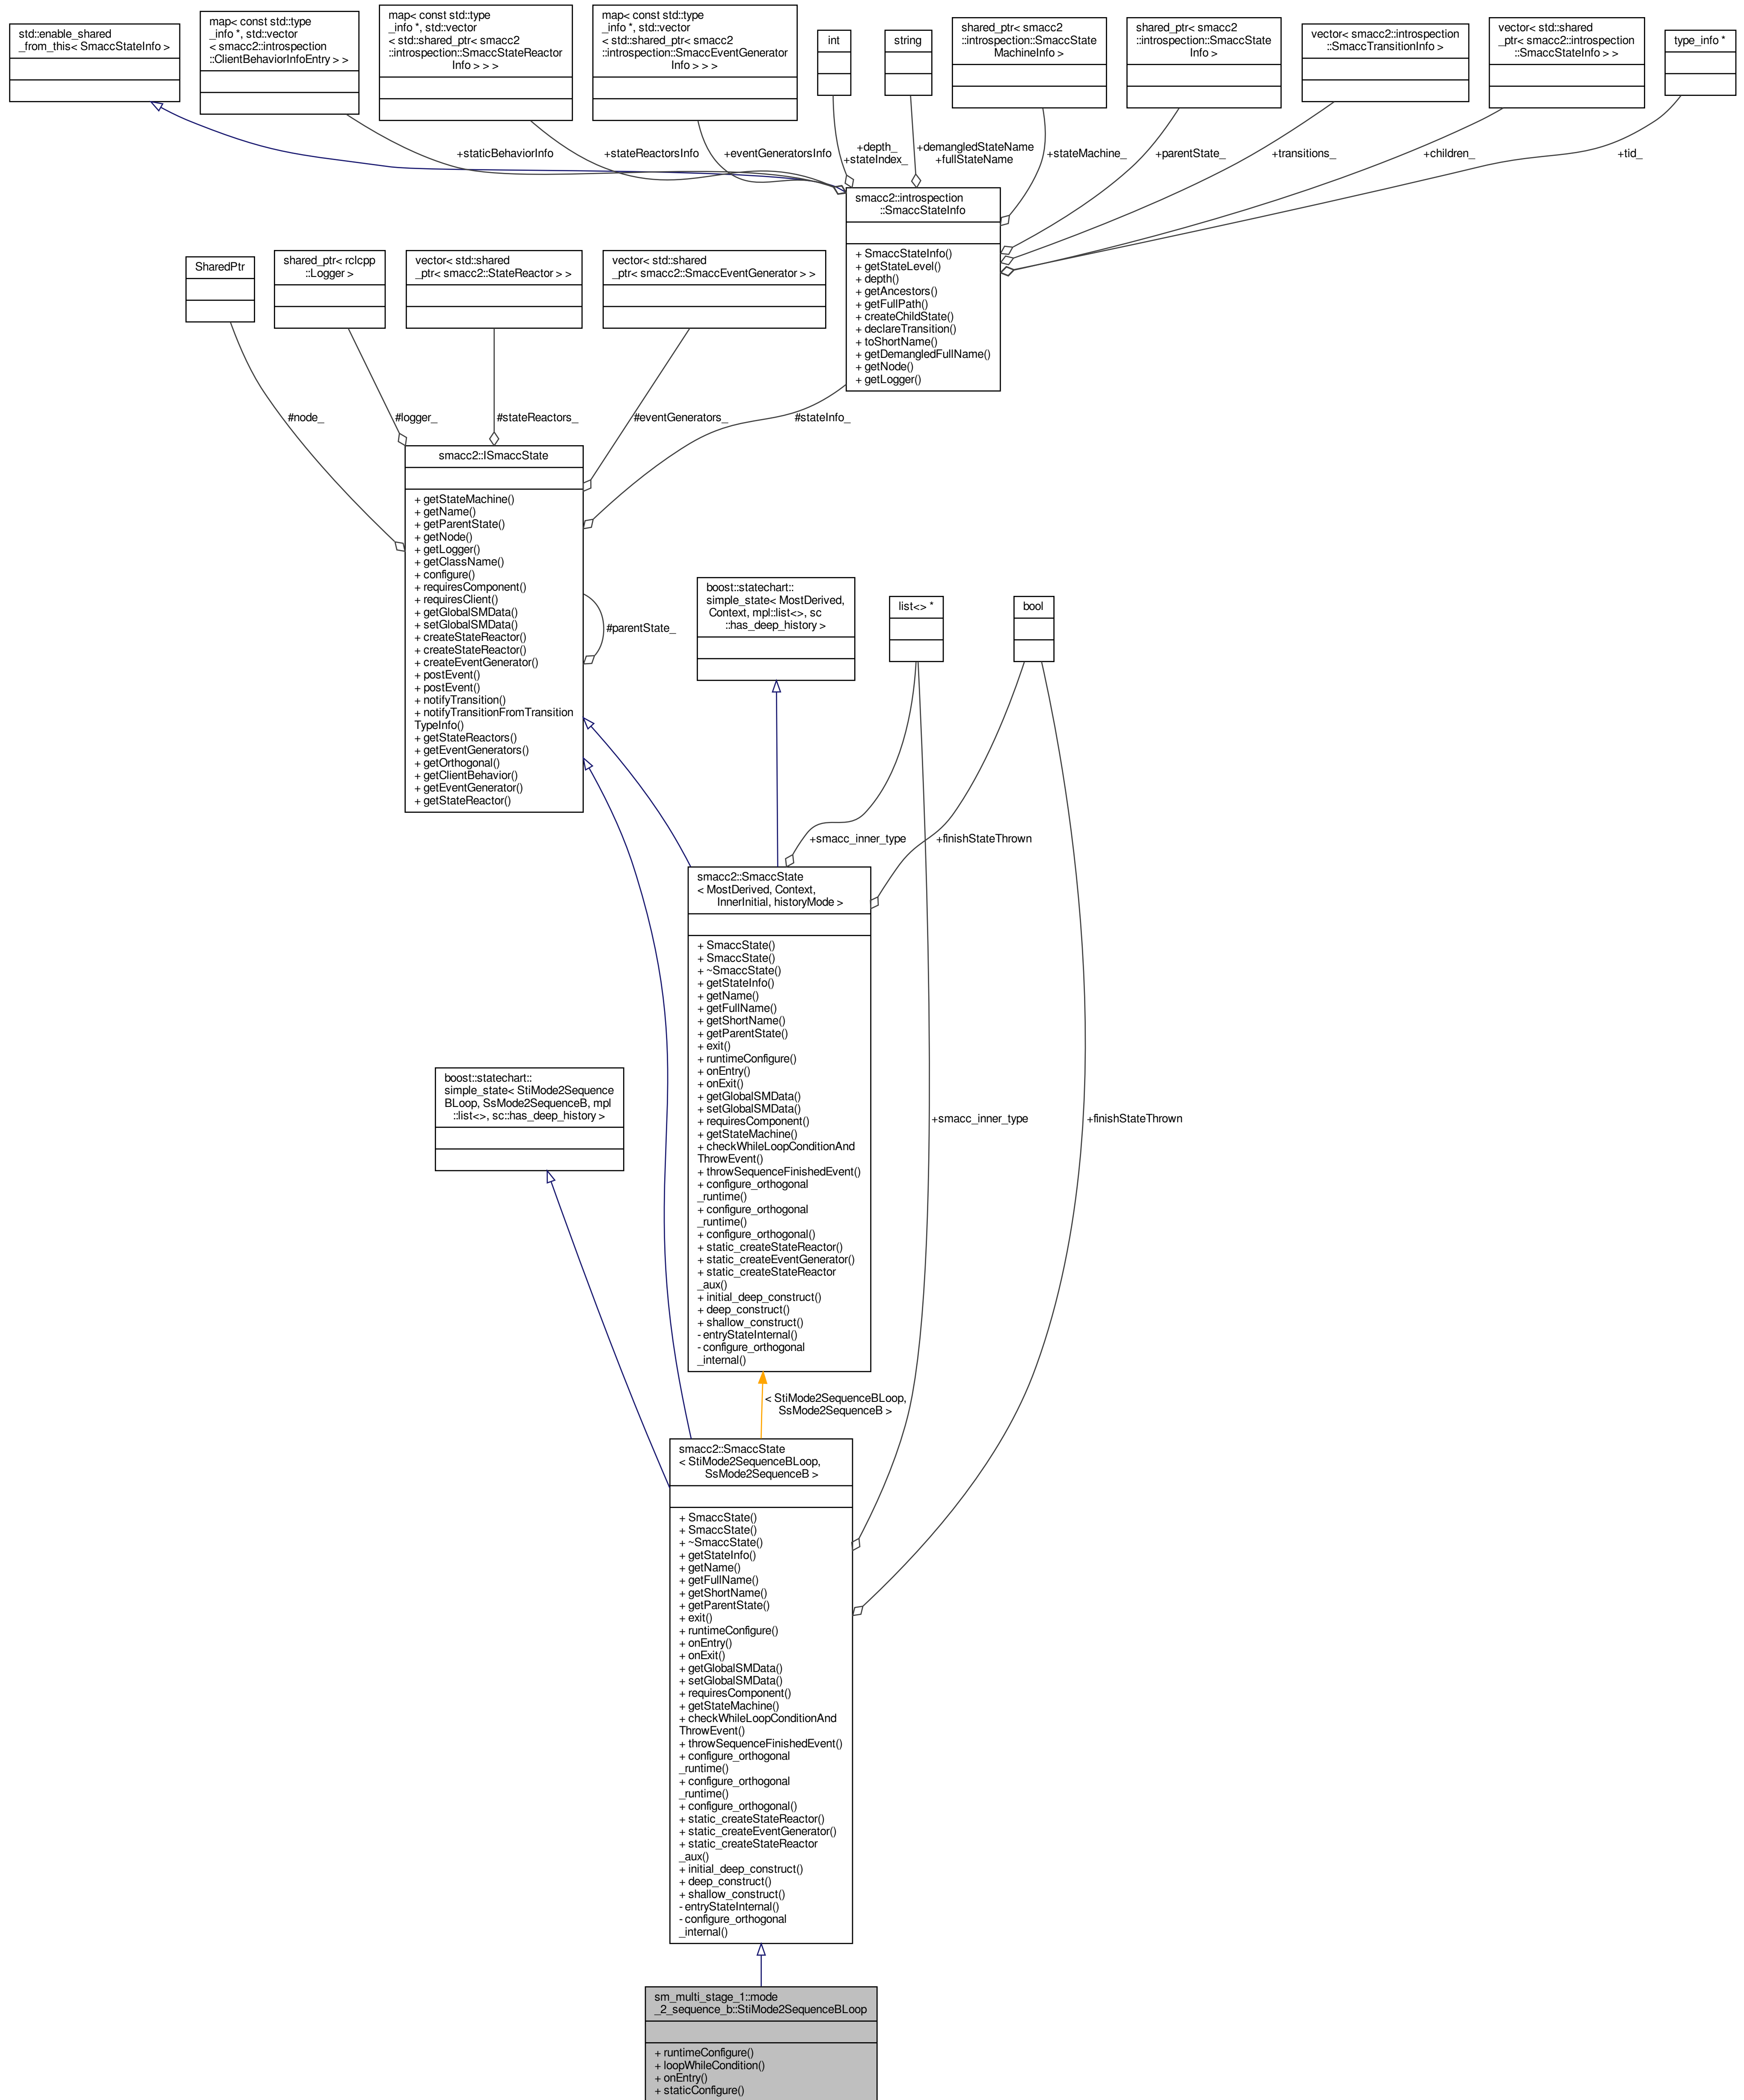 std::enable_shared
_from_this< SmaccStateInfo >
map< const std::type
_info *, std::vector
< smacc2::introspection
::ClientBehaviorInfoEntry > >
map< const std::type
_info *, std::vector
< std::shared_ptr< smacc2
::introspection::SmaccStateReactor
Info > > >
map< const std::type
_info *, std::vector
< std::shared_ptr< smacc2
::introspection::SmaccEventGenerator
Info > > >
int
string
shared_ptr< smacc2
::introspection::SmaccState
MachineInfo >
shared_ptr< smacc2
::introspection::SmaccState
Info >
vector< smacc2::introspection
::SmaccTransitionInfo >
vector< std::shared
_ptr< smacc2::introspection
::SmaccStateInfo > >
type_info *
+staticBehaviorInfo
+stateReactorsInfo
+eventGeneratorsInfo
+depth_
+stateIndex_
+demangledStateName
+fullStateName
+stateMachine_
+parentState_
+transitions_
+children_
+tid_
smacc2::introspection
::SmaccStateInfo
+ SmaccStateInfo()
+ getStateLevel()
+ depth()
+ getAncestors()
+ getFullPath()
+ createChildState()
+ declareTransition()
+ toShortName()
+ getDemangledFullName()
+ getNode()
+ getLogger()
SharedPtr
shared_ptr< rclcpp
::Logger >
vector< std::shared
_ptr< smacc2::StateReactor > >
vector< std::shared
_ptr< smacc2::SmaccEventGenerator > >
#node_
#logger_
#stateReactors_
#eventGenerators_
#stateInfo_
smacc2::ISmaccState
+ getStateMachine()
+ getName()
+ getParentState()
+ getNode()
+ getLogger()
+ getClassName()
+ configure()
+ requiresComponent()
+ requiresClient()
+ getGlobalSMData()
+ setGlobalSMData()
+ createStateReactor()
+ createStateReactor()
+ createEventGenerator()
+ postEvent()
+ postEvent()
+ notifyTransition()
+ notifyTransitionFromTransition
TypeInfo()
+ getStateReactors()
+ getEventGenerators()
+ getOrthogonal()
+ getClientBehavior()
+ getEventGenerator()
+ getStateReactor()
#parentState_
boost::statechart::
simple_state< MostDerived,
Context, mpl::list<>, sc
::has_deep_history >
list<> *
bool
+smacc_inner_type
+finishStateThrown
smacc2::SmaccState
< MostDerived, Context,
InnerInitial, historyMode >
+ SmaccState()
+ SmaccState()
+ ~SmaccState()
+ getStateInfo()
+ getName()
+ getFullName()
+ getShortName()
+ getParentState()
+ exit()
+ runtimeConfigure()
+ onEntry()
+ onExit()
+ getGlobalSMData()
+ setGlobalSMData()
+ requiresComponent()
+ getStateMachine()
+ checkWhileLoopConditionAnd
ThrowEvent()
+ throwSequenceFinishedEvent()
+ configure_orthogonal
_runtime()
+ configure_orthogonal
_runtime()
+ configure_orthogonal()
+ static_createStateReactor()
+ static_createEventGenerator()
+ static_createStateReactor
_aux()
+ initial_deep_construct()
+ deep_construct()
+ shallow_construct()
- entryStateInternal()
- configure_orthogonal
_internal()
boost::statechart::
simple_state< StiMode2Sequence
BLoop, SsMode2SequenceB, mpl
::list<>, sc::has_deep_history >
+smacc_inner_type
+finishStateThrown
< StiMode2SequenceBLoop,
SsMode2SequenceB >
smacc2::SmaccState
< StiMode2SequenceBLoop,
SsMode2SequenceB >
+ SmaccState()
+ SmaccState()
+ ~SmaccState()
+ getStateInfo()
+ getName()
+ getFullName()
+ getShortName()
+ getParentState()
+ exit()
+ runtimeConfigure()
+ onEntry()
+ onExit()
+ getGlobalSMData()
+ setGlobalSMData()
+ requiresComponent()
+ getStateMachine()
+ checkWhileLoopConditionAnd
ThrowEvent()
+ throwSequenceFinishedEvent()
+ configure_orthogonal
_runtime()
+ configure_orthogonal
_runtime()
+ configure_orthogonal()
+ static_createStateReactor()
+ static_createEventGenerator()
+ static_createStateReactor
_aux()
+ initial_deep_construct()
+ deep_construct()
+ shallow_construct()
- entryStateInternal()
- configure_orthogonal
_internal()
sm_multi_stage_1::mode
_2_sequence_b::StiMode2SequenceBLoop
+ runtimeConfigure()
+ loopWhileCondition()
+ onEntry()
+ staticConfigure()